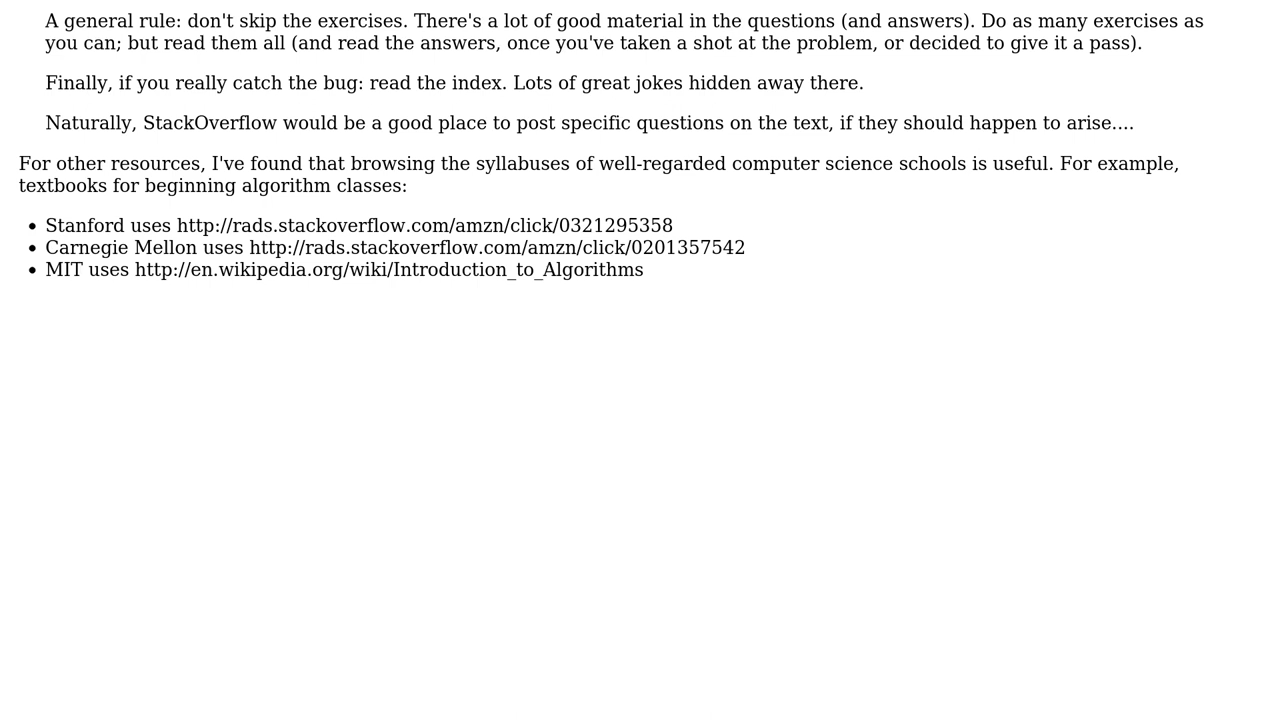 A general rule: don't skip the exercises. There's a lot of good material in the questions (and answers). Do as many exercises as
you can; but read them all (and read the answers, once you've taken a shot at the problem, or decided to give it a pass).
Finally, if you really catch the bug: read the index. Lots of great jokes hidden away there.
Naturally, StackOverflow would be a good place to post specific questions on the text, if they should happen to arise....
For other resources, I've found that browsing the syllabuses of well-regarded computer science schools is useful. For example,
textbooks for beginning algorithm classes:
• Stanford uses http://rads.stackoverflow.com/amzn/click/0321295358
• Carnegie Mellon uses http://rads.stackoverflow.com/amzn/click/0201357542
• MIT uses http://en.wikipedia.org/wiki/Introduction_to_Algorithms